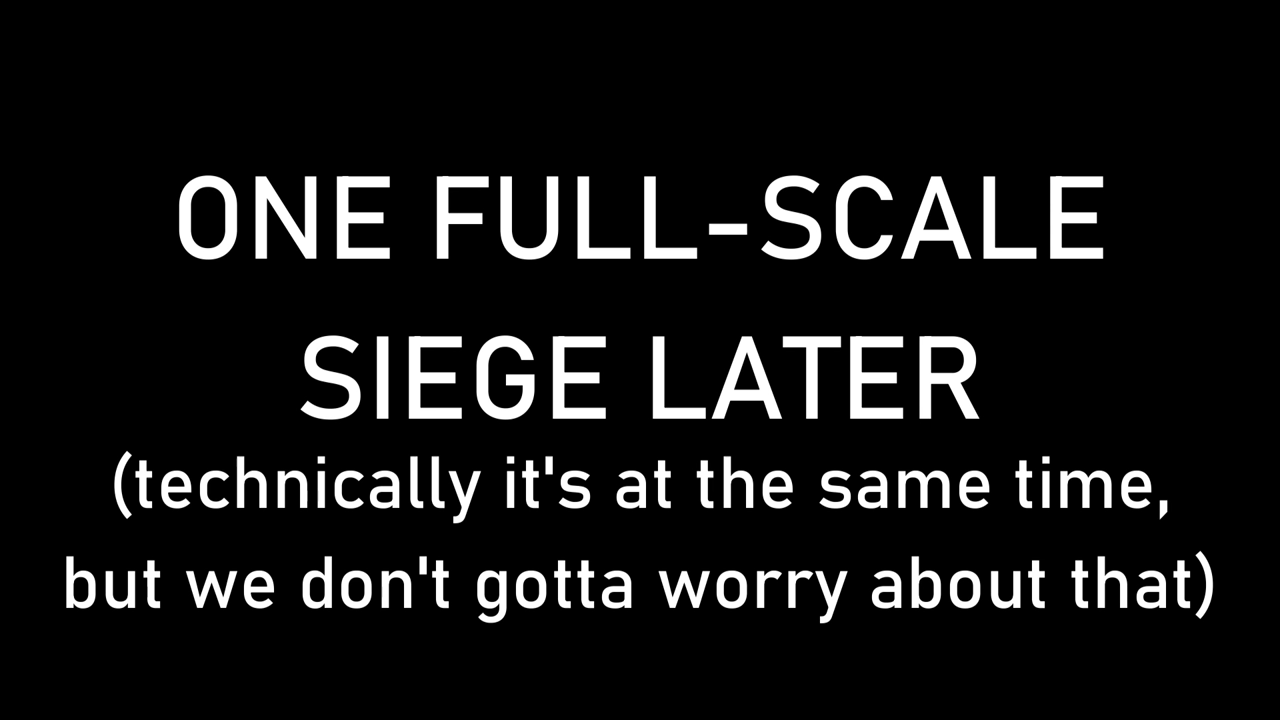 ONE FULL-SCALE
SIEGE LATER
(technically it's at the same time,
but we don't gotta worry about that)